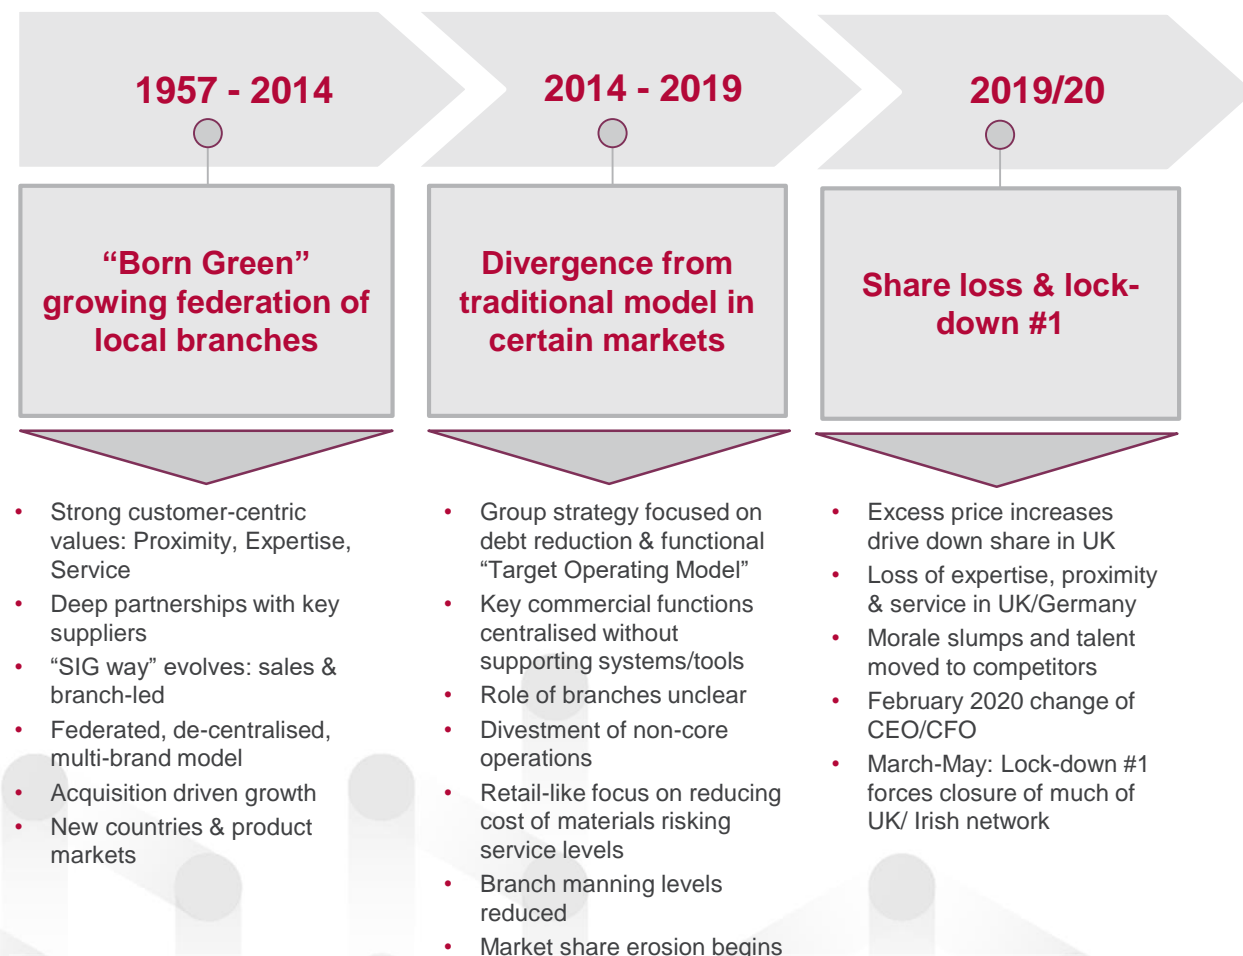 1957 - 2014
“Born Green”
growing federation of
local branches
• Strong customer-centric
values: Proximity, Expertise,
Service
• Deep partnerships with key
suppliers
• “SIG way” evolves: sales &
branch-led
• Federated, de-centralised,
multi-brand model
• Acquisition driven growth
• New countries & product
markets
2014 - 2019
Divergence from
traditional model in
certain markets
• Group strategy focused on
debt reduction & functional
“Target Operating Model”
• Key commercial functions
centralised without
supporting systems/tools
• Role of branches unclear
• Divestment of non-core
operations
• Retail-like focus on reducing
cost of materials risking
service levels
• Branch manning levels
reduced
• Market share erosion begins
2019/20
Share loss & lock-
down #1
• Excess price increases
drive down share in UK
• Loss of expertise, proximity
& service in UK/Germany
• Morale slumps and talent
moved to competitors
• February 2020 change of
CEO/CFO
• March-May: Lock-down #1
forces closure of much of
UK/ Irish network